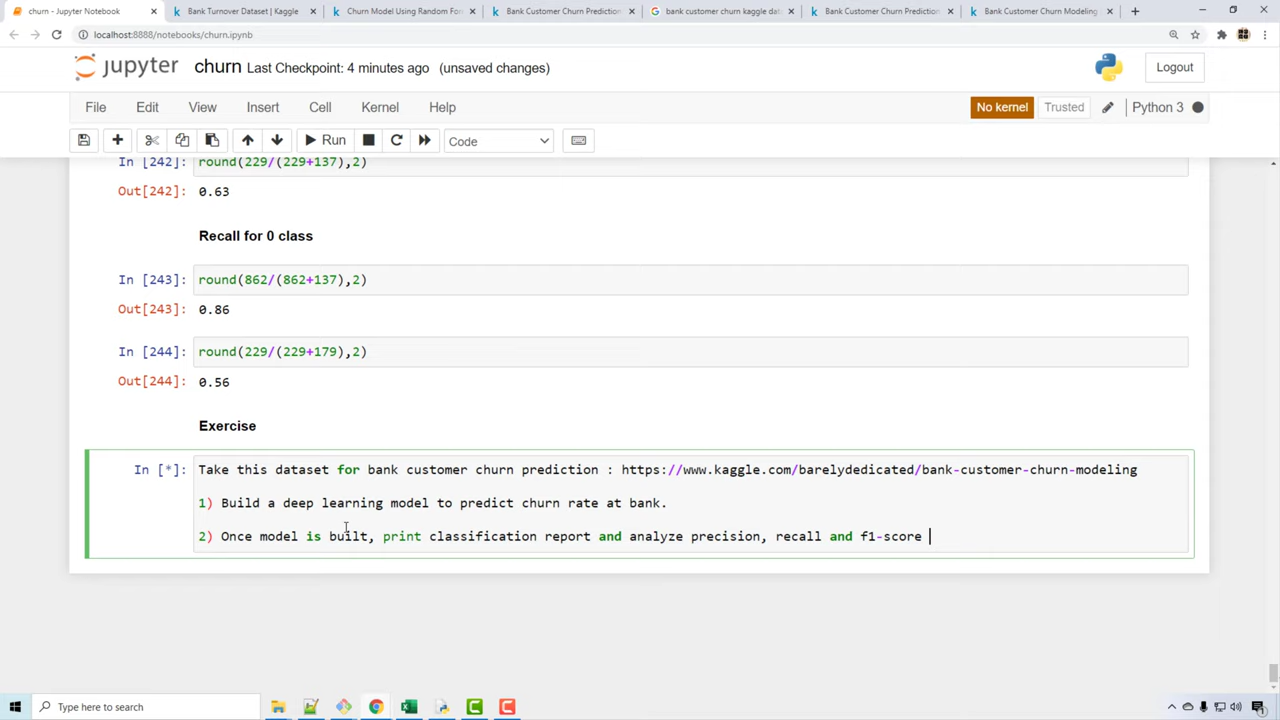 churn - Jupyter Notebook
Bank Turnover Dataset | Kaggle
Churn Model Using Random For
Bank Customer Churn Prediction
bank customer churn kaggle dat
Bank Customer Churn Prediction
Bank Customer Churn Modeling
localhost:8888/notebooks/churn.ipynb
jupyter churn Last Checkpoint: 4 minutes ago (unsaved changes)
Logout
File Edit View Insert Cell Kernel Help
No kernel Trusted Python 3
Run Code
In [242]: round(229/(229+137),2)
Out[242]: 0.63
Recall for 0 class
In [243]: round(862/(862+137),2)
Out[243]: 0.86
In [244]: round(229/(229+179),2)
Out[244]: 0.56
Exercise
In [*]: Take this dataset for bank customer churn prediction : https://www.kaggle.com/barelydedicated/bank-customer-churn-modeling
1) Build a deep learning model to predict churn rate at bank.
2) Once model is built, print classification report and analyze precision, recall and f1-score
Type here to search